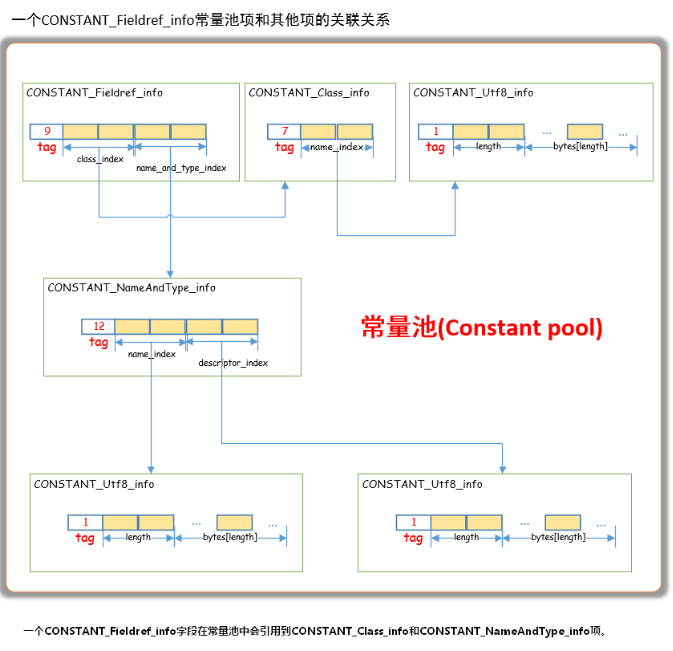 一个CONSTANT_Fieldref_info常量池项和其他项的关联关系
CONSTANT_Fieldref_info
9
tag
class_index
name_and_type_index
CONSTANT_Class_info
7
tag
name_index
CONSTANT_Utf8_info
1
...
...
tag
length
bytes[length]
CONSTANT_NameAndType_info
12
tag
name_index
descriptor_index
常量池(Constant pool)
CONSTANT_Utf8_info
1
...
...
tag
length
bytes[length]
CONSTANT_Utf8_info
1
...
...
tag
length
bytes[length]
一个CONSTANT_Fieldref_info字段在常量池中会引用到CONSTANT_Class_info和CONSTANT_NameAndType_info项。